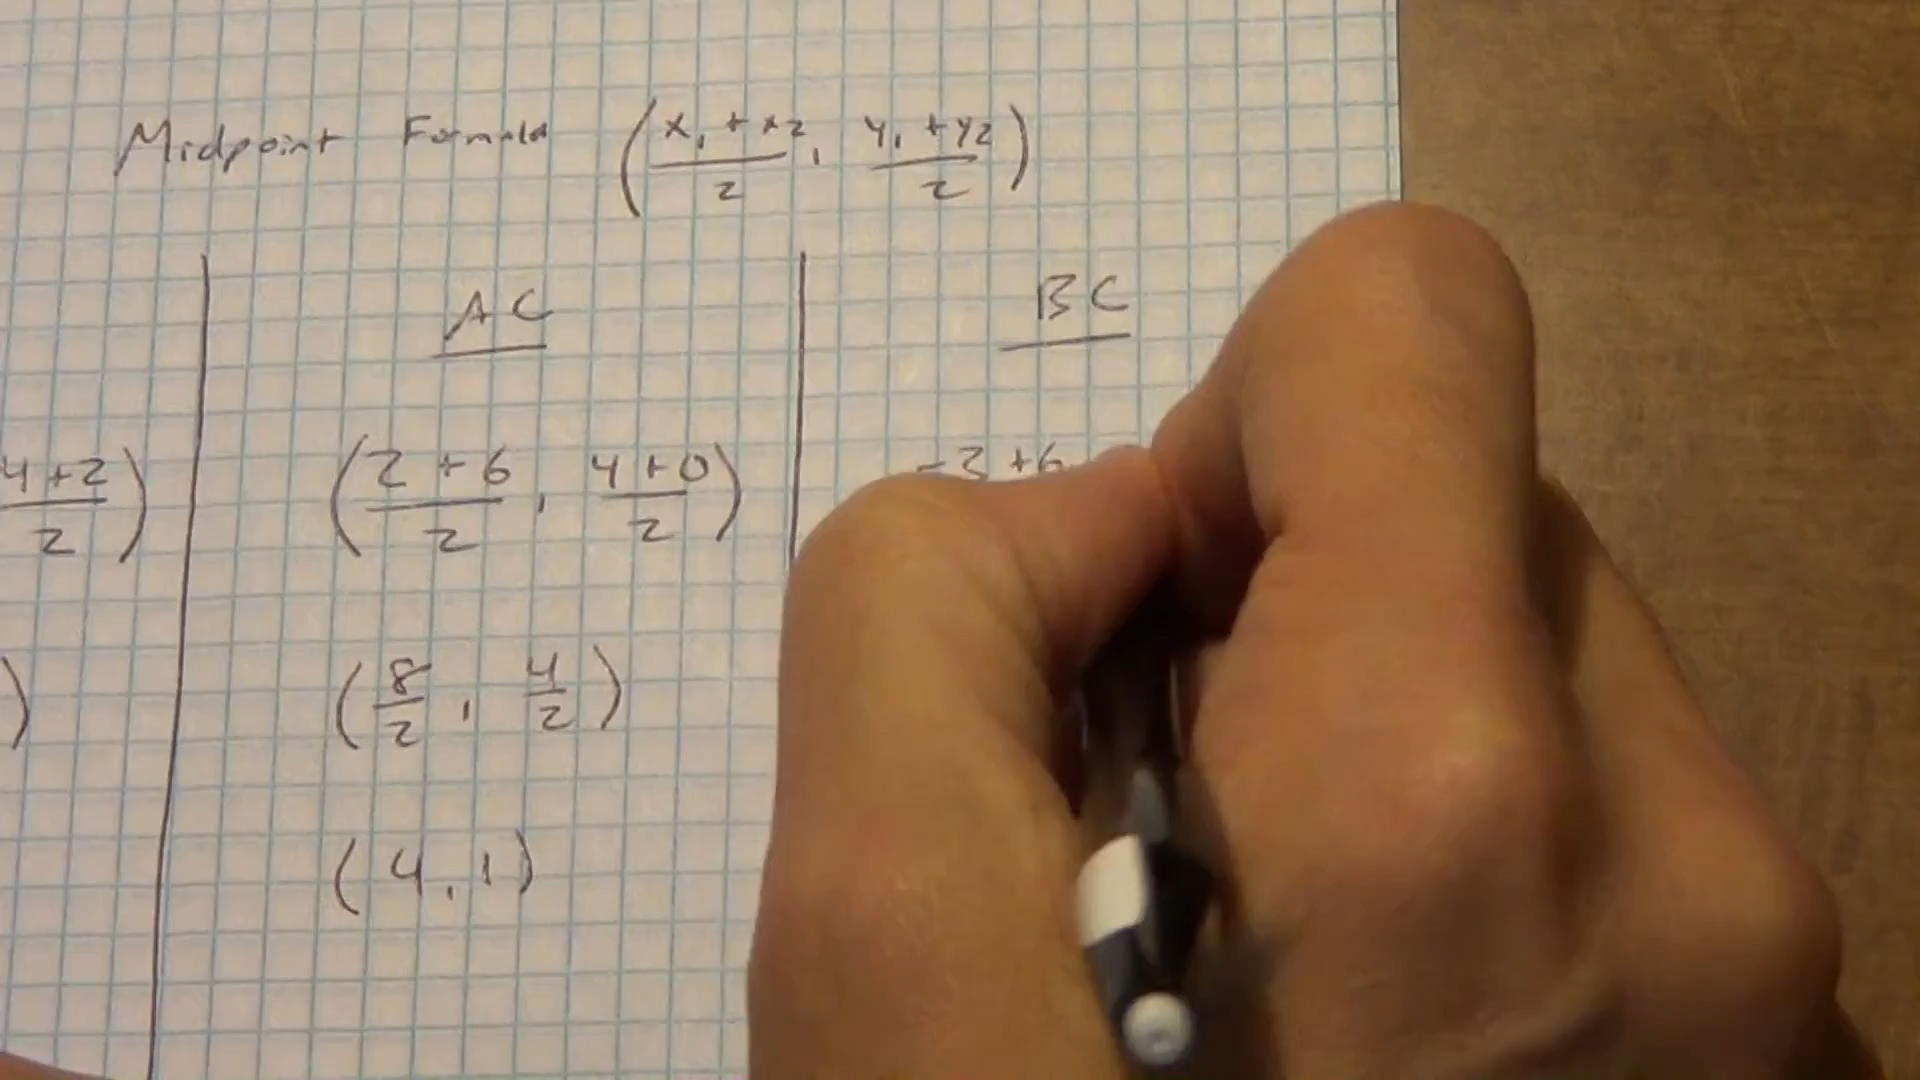 Midpoint Formula (x₁ + x₂ / 2, y₁ + y₂ / 2)
AC
BC
4+2 / 2)
(2 + 6 / 2, 4+0 / 2)
-3 +6
)
(8/2, 4/2)
(4, 1)